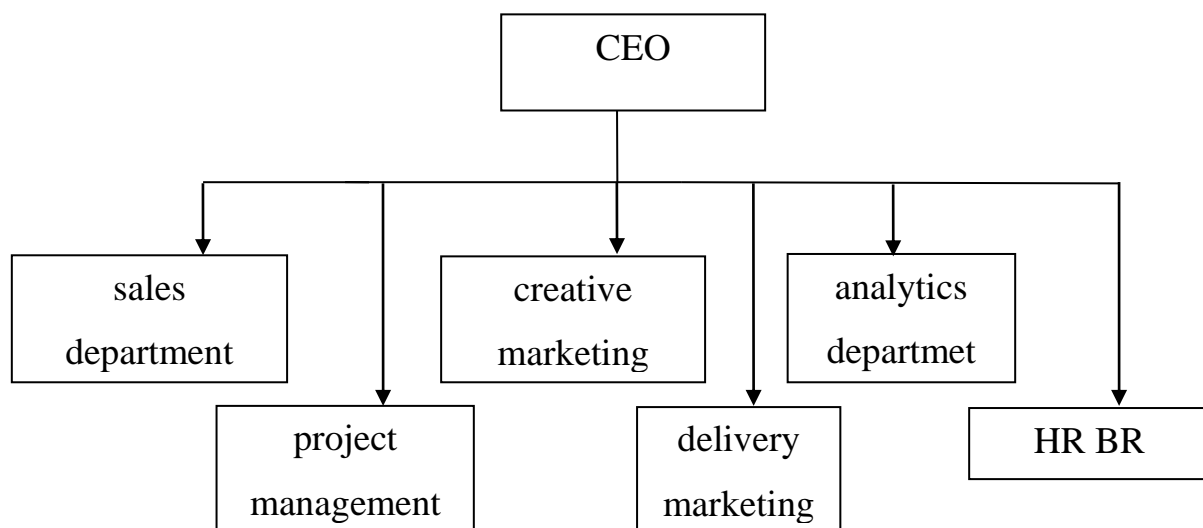 CEO
sales
department
creative
marketing
analytics
departmet
project
management
delivery
marketing
HR BR